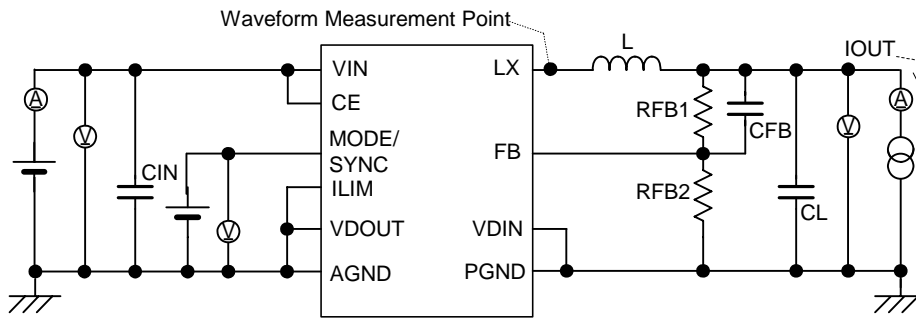 Waveform Measurement Point
L
IOUT
VIN
LX
A
A
CE
RFB1
CFB
V
V
MODE/
SYNC
FB
CIN
ILIM
RFB2
CL
V
VDOUT
VDIN
AGND
PGND